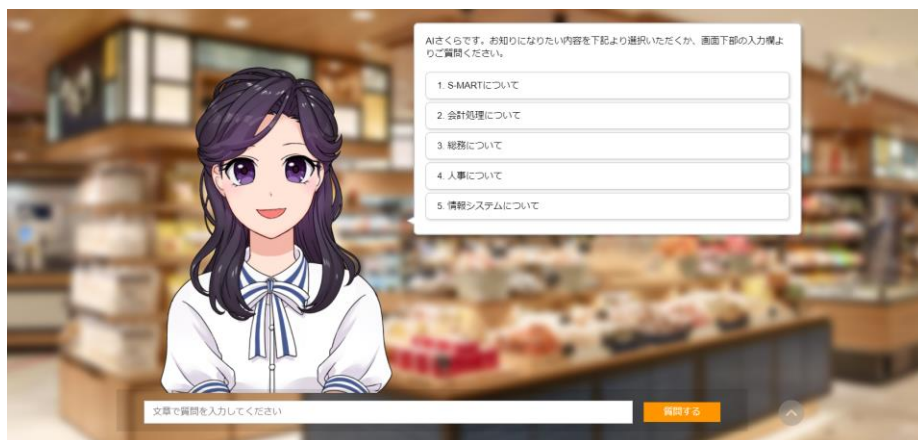 AIさくらです。お知りになりたい内容を下記より選択いただくか、画面下部の入力欄よ
りご質問ください。
1. S-MARTについて
2. 会計処理について
3. 総務について
4. 人事について
5. 情報システムについて
文章で質問を入力してください
質問する